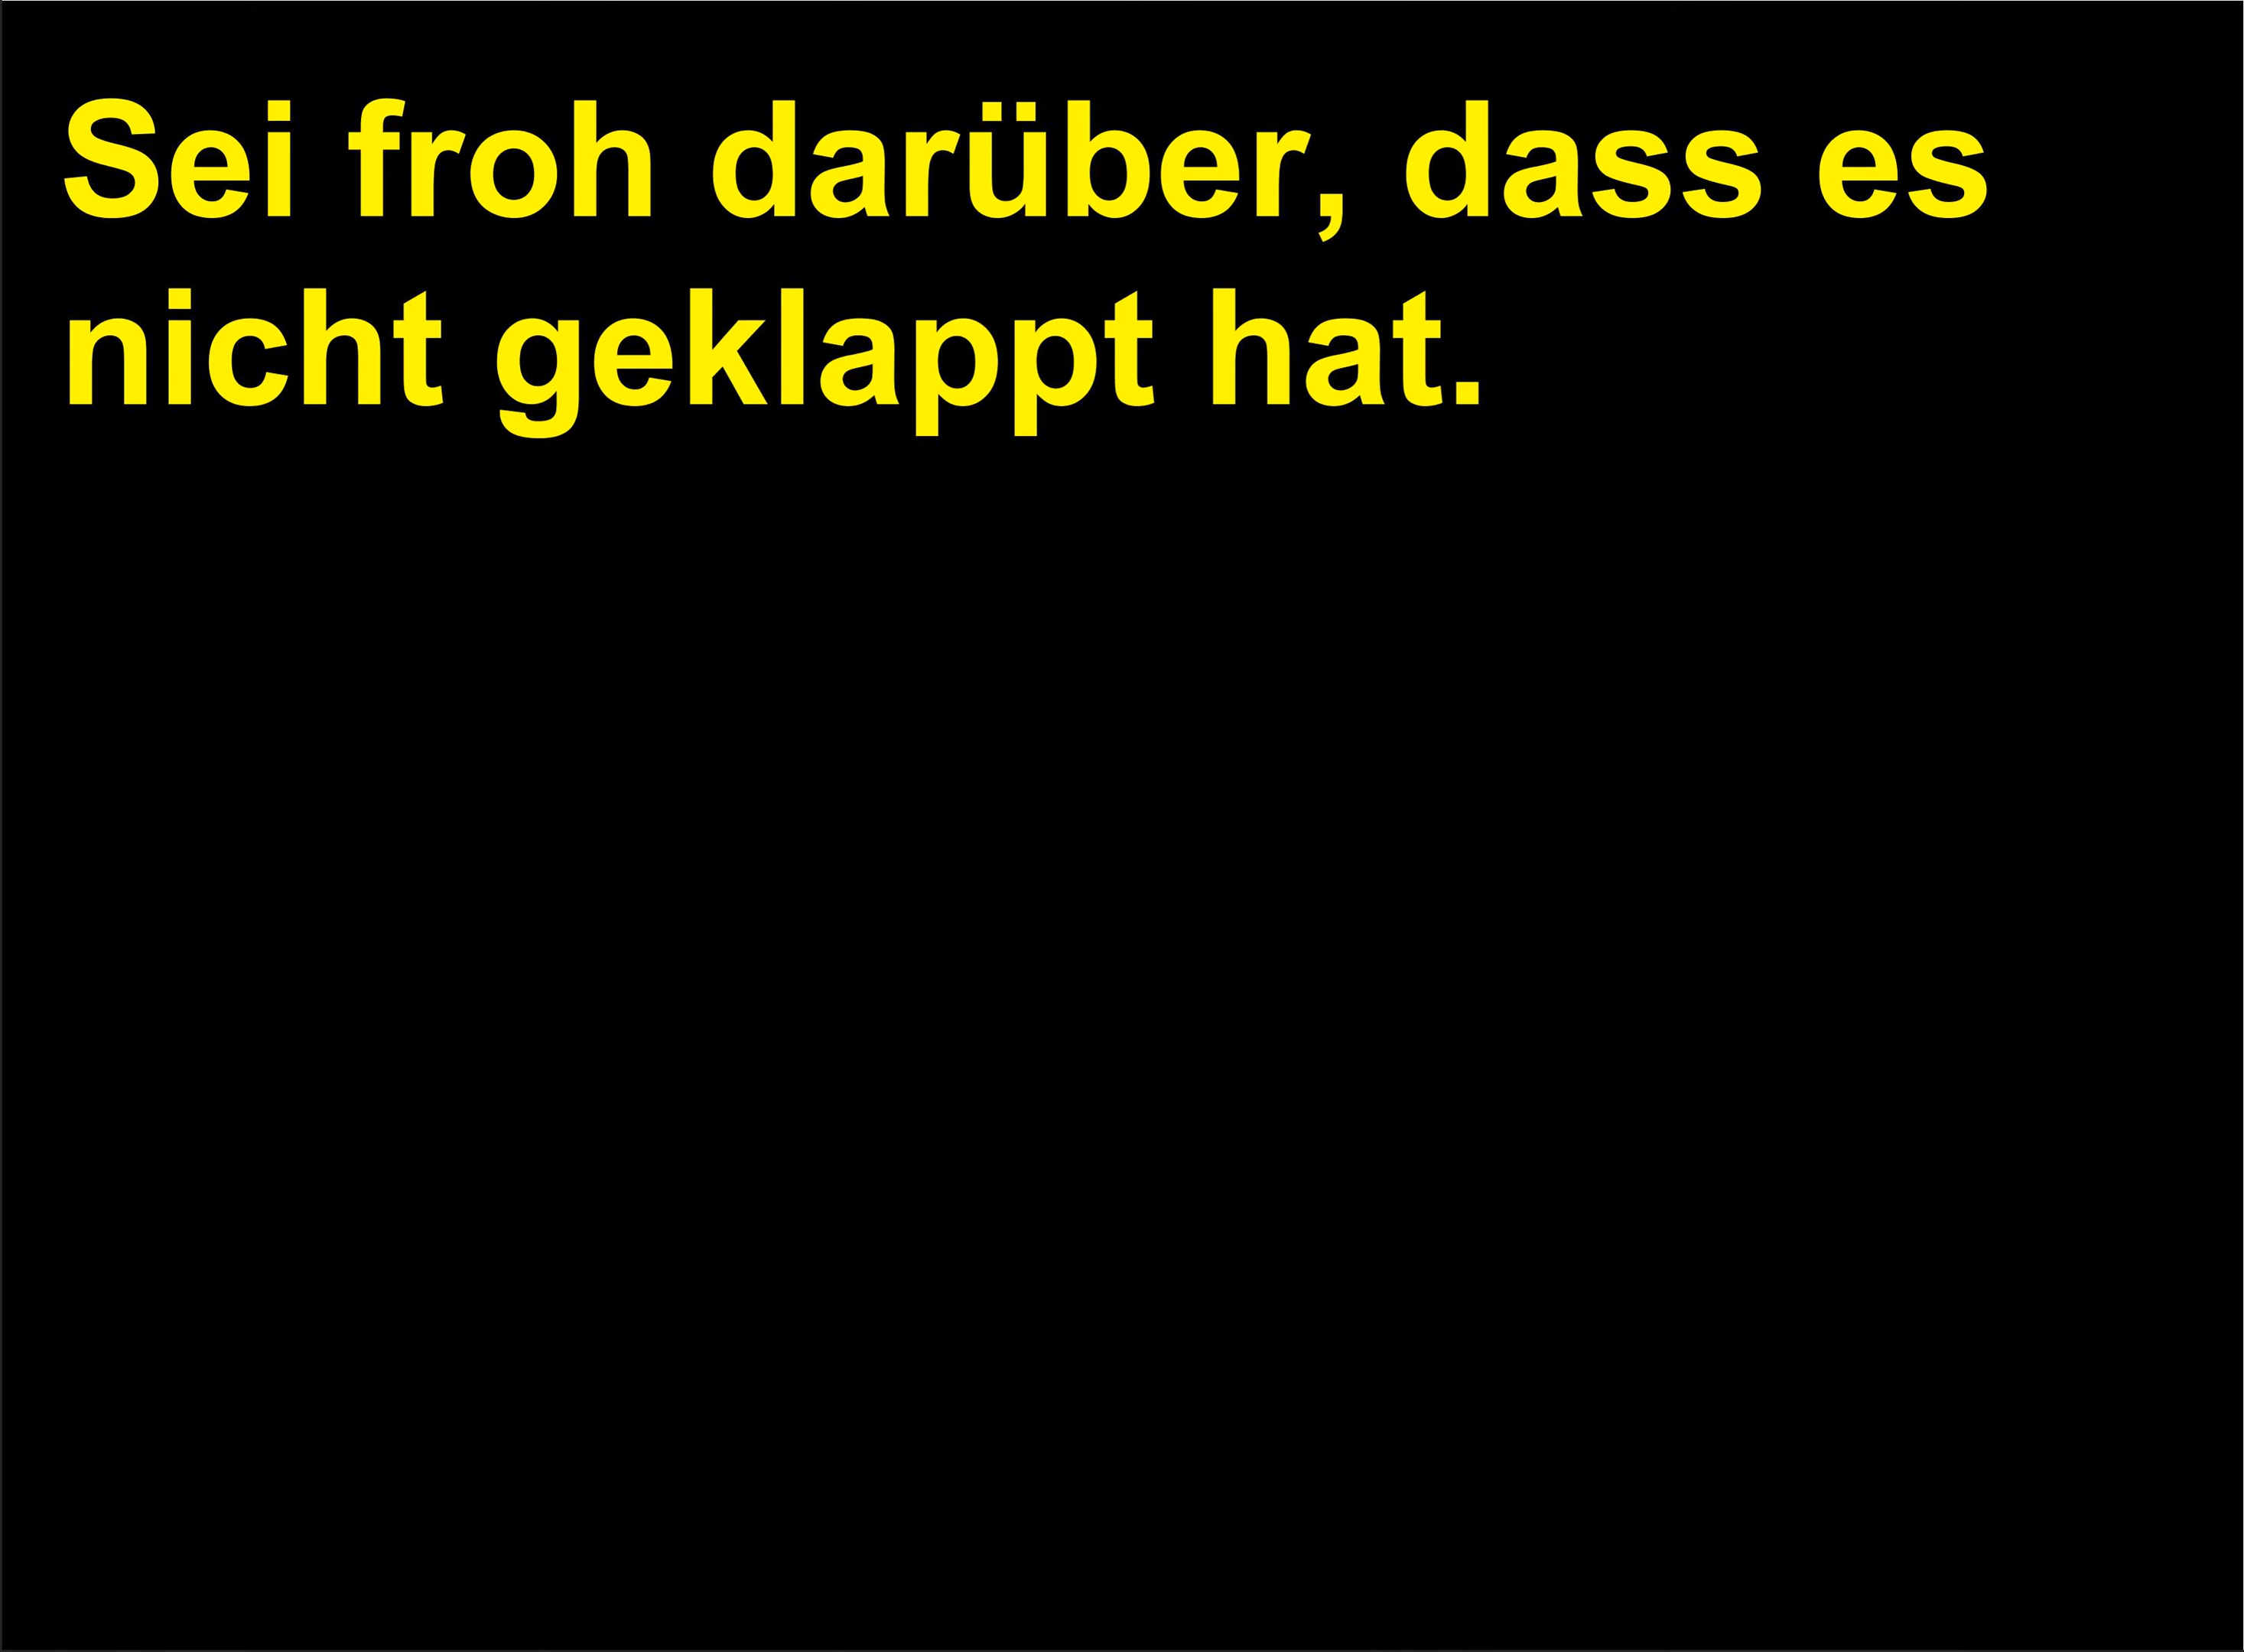 Sei froh darüber, dass es
nicht geklappt hat.